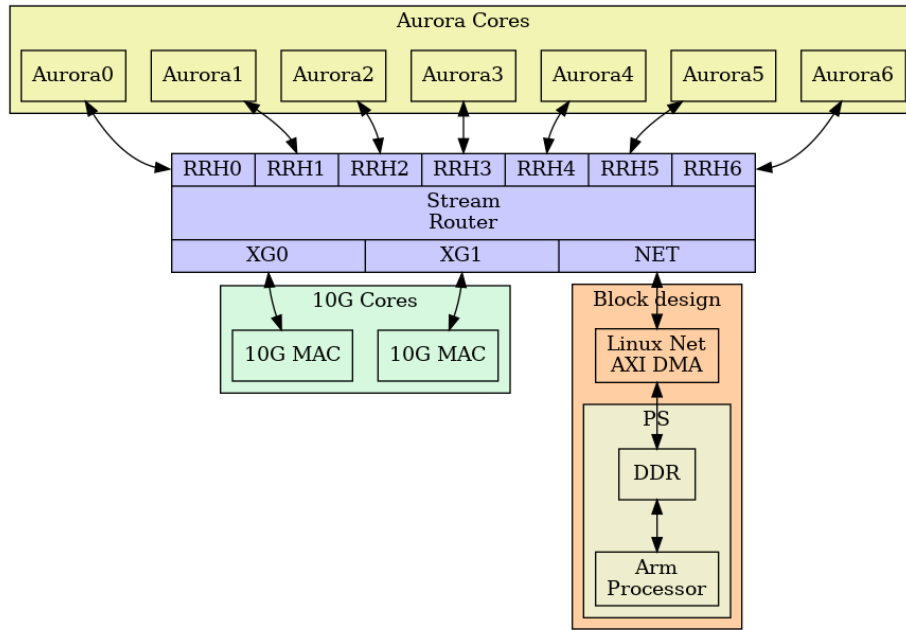 Aurora Cores
Aurora0 Aurora1 Aurora2 Aurora3 Aurora4 Aurora5 Aurora6
RRH0 RRH1 RRH2 RRH3 RRH4 RRH5 RRH6
Stream
Router
XG0 XG1 NET
10G Cores
10G MAC 10G MAC
Block design
Linux Net
AXI DMA
PS
DDR
Arm
Processor